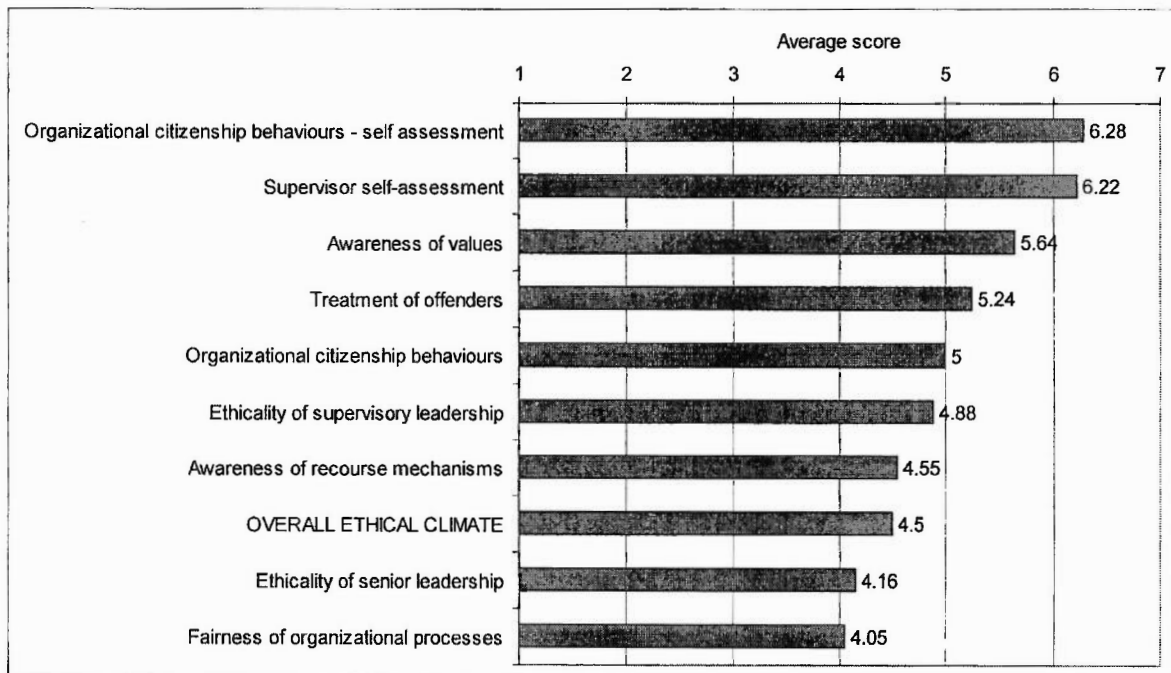 Average score
1 2 3 4 5 6 7
Organizational citizenship behaviours - self assessment 6.28
Supervisor self-assessment 6.22
Awareness of values 5.64
Treatment of offenders 5.24
Organizational citizenship behaviours 5
Ethicality of supervisory leadership 4.88
Awareness of recourse mechanisms 4.55
OVERALL ETHICAL CLIMATE 4.5
Ethicality of senior leadership 4.16
Fairness of organizational processes 4.05